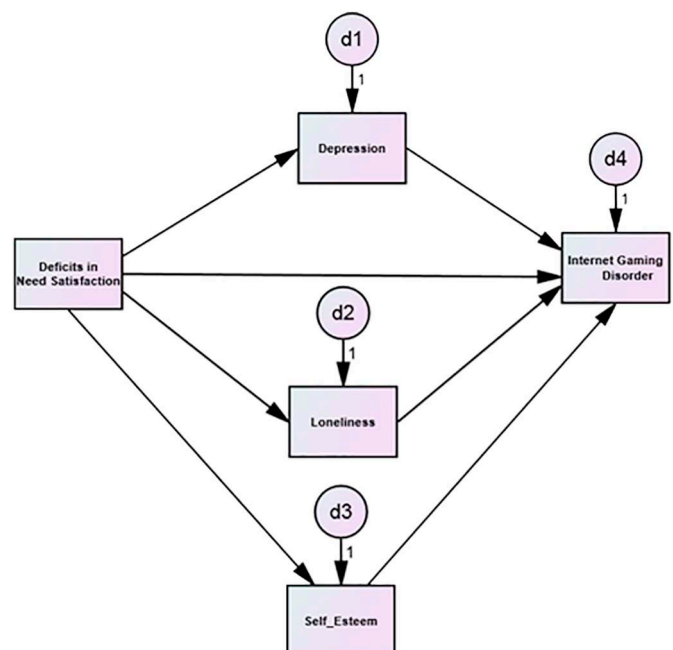 d1
1
Depression
d4
1
Internet Gaming
Disorder
Deficits in
Need Satisfaction
d2
1
Loneliness
d3
1
Self_Esteem